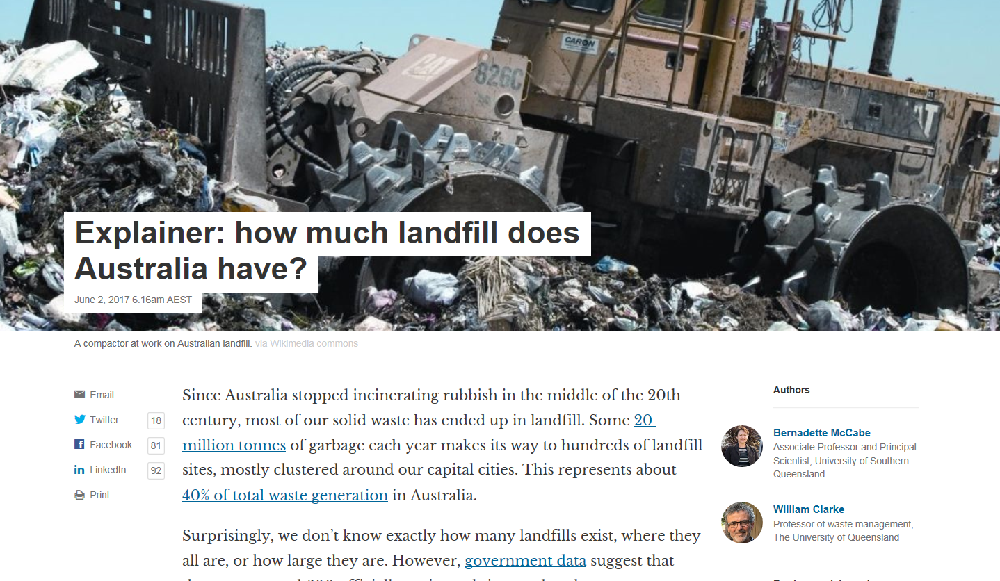 CARON
CAT
826C
Explainer: how much landfill does
Australia have?
June 2, 2017 6.16am AEST
A compactor at work on Australian landfill. via Wikimedia commons
Email
Twitter 18
Facebook 81
LinkedIn 92
Print
Since Australia stopped incinerating rubbish in the middle of the 20th
century, most of our solid waste has ended up in landfill. Some 20
million tonnes of garbage each year makes its way to hundreds of landfill
sites, mostly clustered around our capital cities. This represents about
40% of total waste generation in Australia.
Surprisingly, we don’t know exactly how many landfills exist, where they
all are, or how large they are. However, government data suggest that
Authors
Bernadette McCabe
Associate Professor and Principal
Scientist, University of Southern
Queensland
William Clarke
Professor of waste management,
The University of Queensland